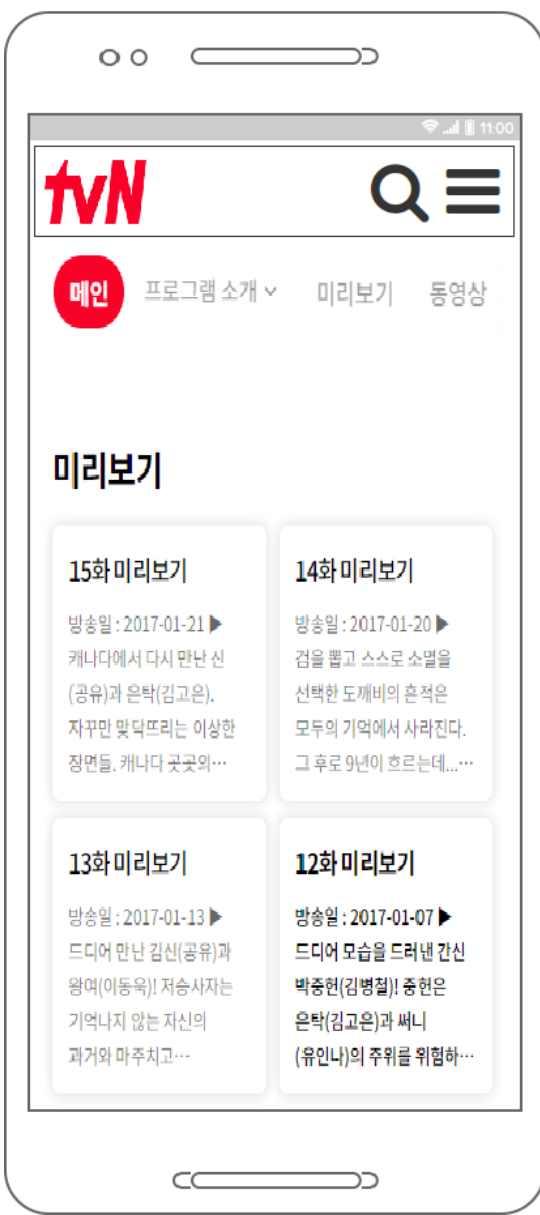 11:00
tvN
메인 프로그램 소개 미리보기 동영상
미리보기
15화 미리보기
방송일 : 2017-01-21 ▶
캐나다에서 다시 만난 신
(공유)과 은탁(김고은).
자꾸만 맞닥뜨리는 이상한
장면들. 캐나다 곳곳의…
14화 미리보기
방송일 : 2017-01-20 ▶
검을 뽑고 스스로 소멸을
선택한 도깨비의 흔적은
모두의 기억에서 사라진다.
그 후로 9년이 흐르는데...…
13화 미리보기
방송일 : 2017-01-13 ▶
드디어 만난 김신(공유)과
왕여(이동욱)! 저승사자는
기억나지 않는 자신의
과거와 마주치고…
12화 미리보기
방송일 : 2017-01-07 ▶
드디어 모습을 드러낸 간신
박중헌(김병철)! 중헌은
은탁(김고은)과 써니
(유인나)의 주위를 위험하…